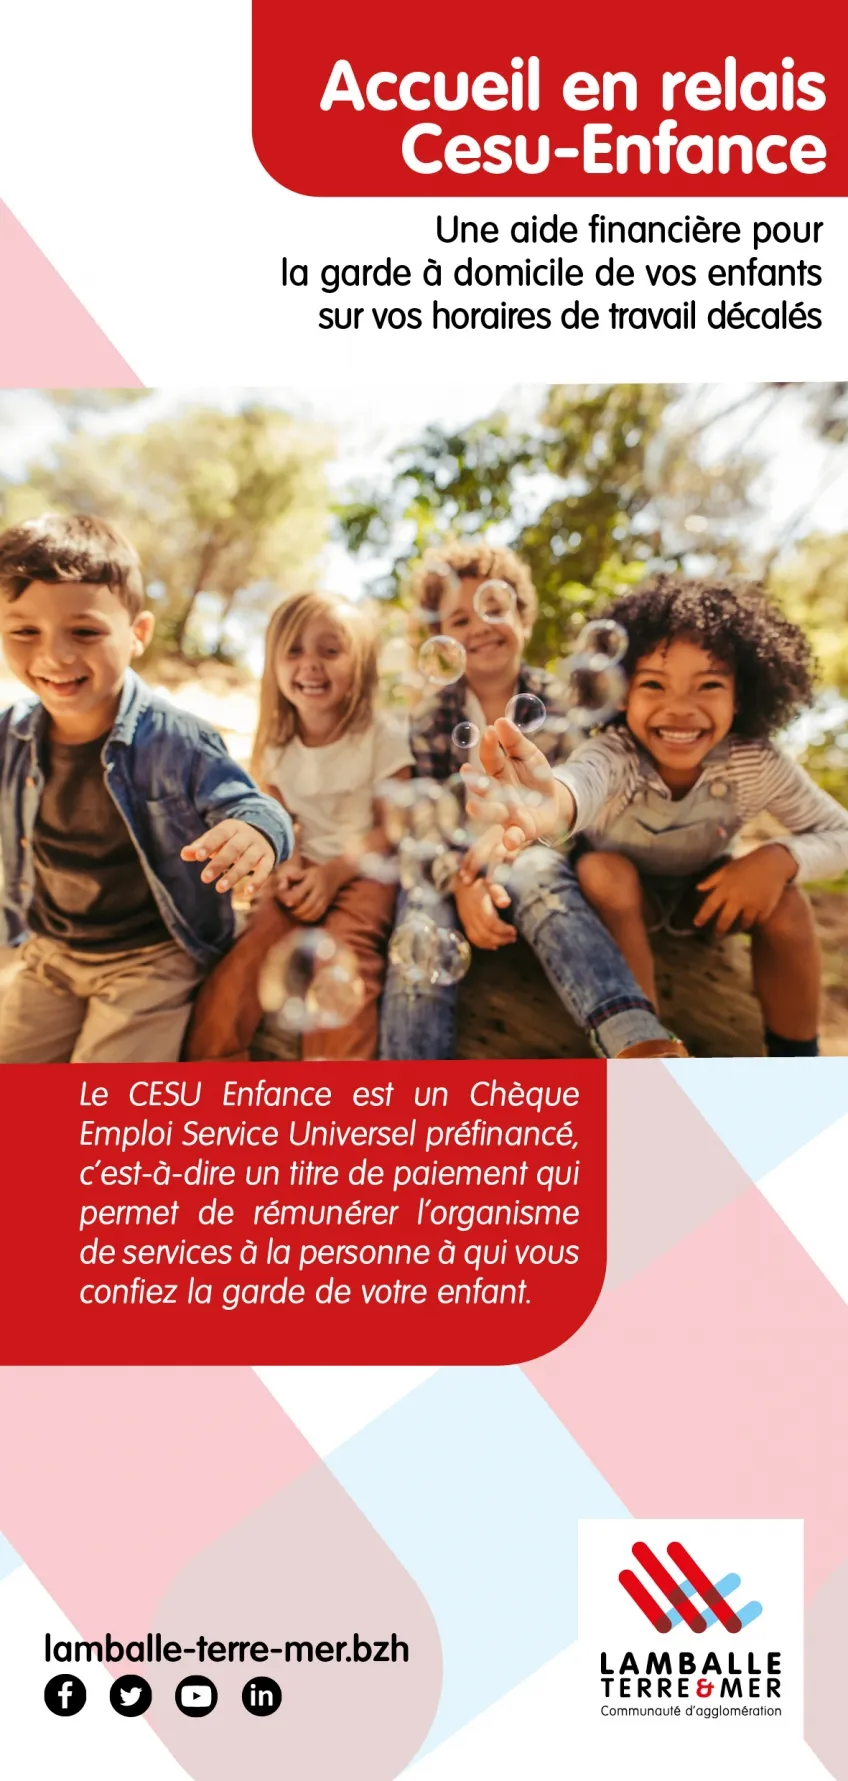 Accueil en relais
Cesu-Enfance
Une aide financière pour
la garde à domicile de vos enfants
sur vos horaires de travail décalés
Le CESU Enfance est un Chèque
Emploi Service Universel préfinancé,
c’est-à-dire un titre de paiement qui
permet de rémunérer l’organisme
de services à la personne à qui vous
confiez la garde de votre enfant.
lamballe-terre-mer.bzh
LAMBALLE
TERRE & MER
Communauté d’agglomération